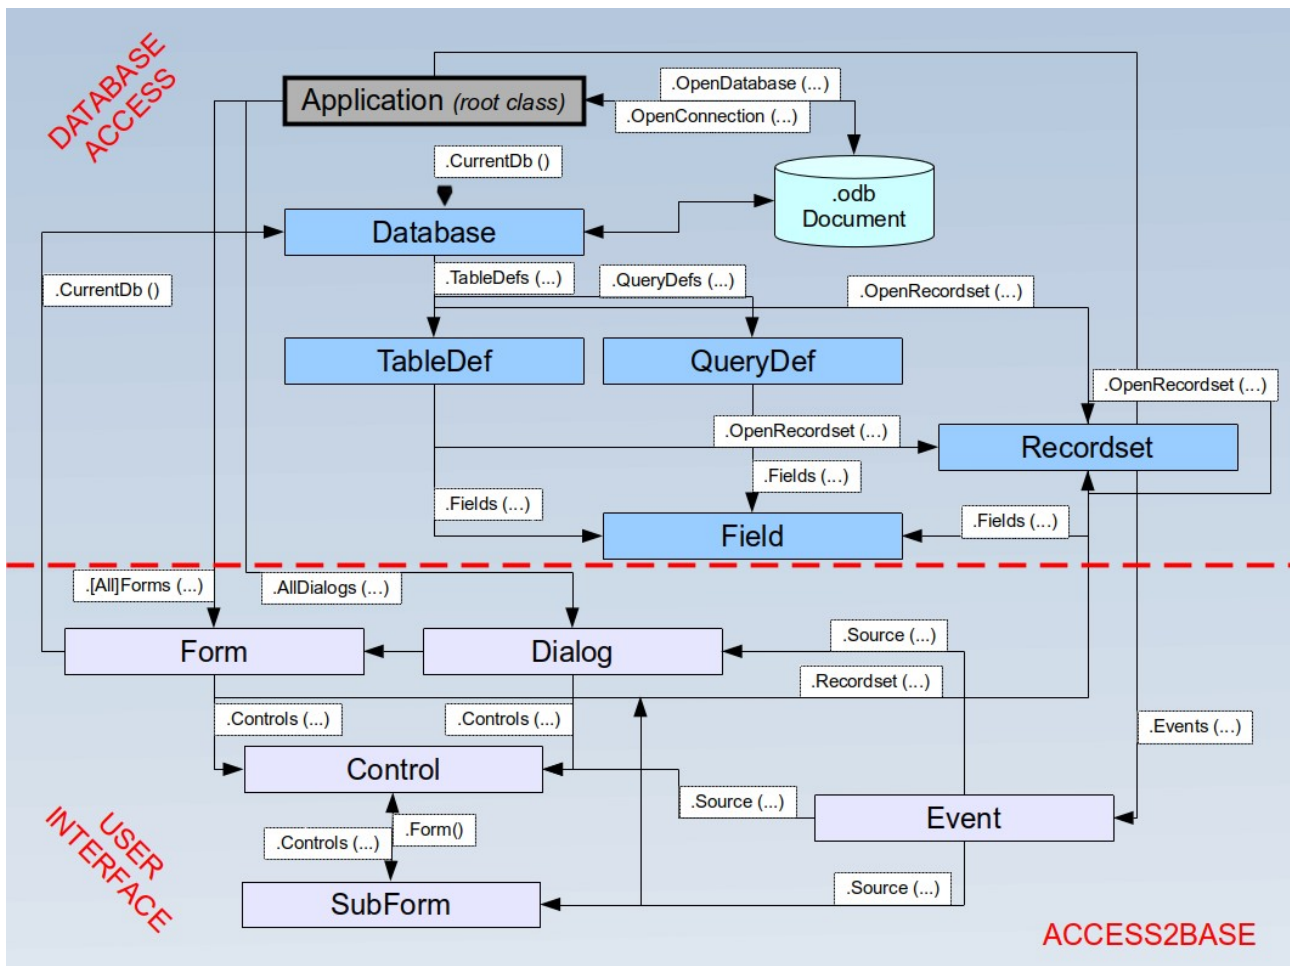 DATABASE
ACCESS
Application (root class)
.OpenDatabase (...)
.OpenConnection (...)
.CurrentDb ()
.odb
Document
Database
.CurrentDb ()
.TableDefs (...)
.QueryDefs (...)
.OpenRecordset (...)
TableDef
QueryDef
.OpenRecordset (...)
.OpenRecordset (...)
Recordset
.Fields (...)
.Fields (...)
.Fields (...)
Field
.[All]Forms (...)
.AllDialogs (...)
Form
Dialog
.Source (...)
.Recordset (...)
.Controls (...)
.Controls (...)
.Events (...)
Control
.Source (...)
Event
.Form()
.Controls (...)
USER
INTERFACE
SubForm
.Source (...)
ACCESS2BASE